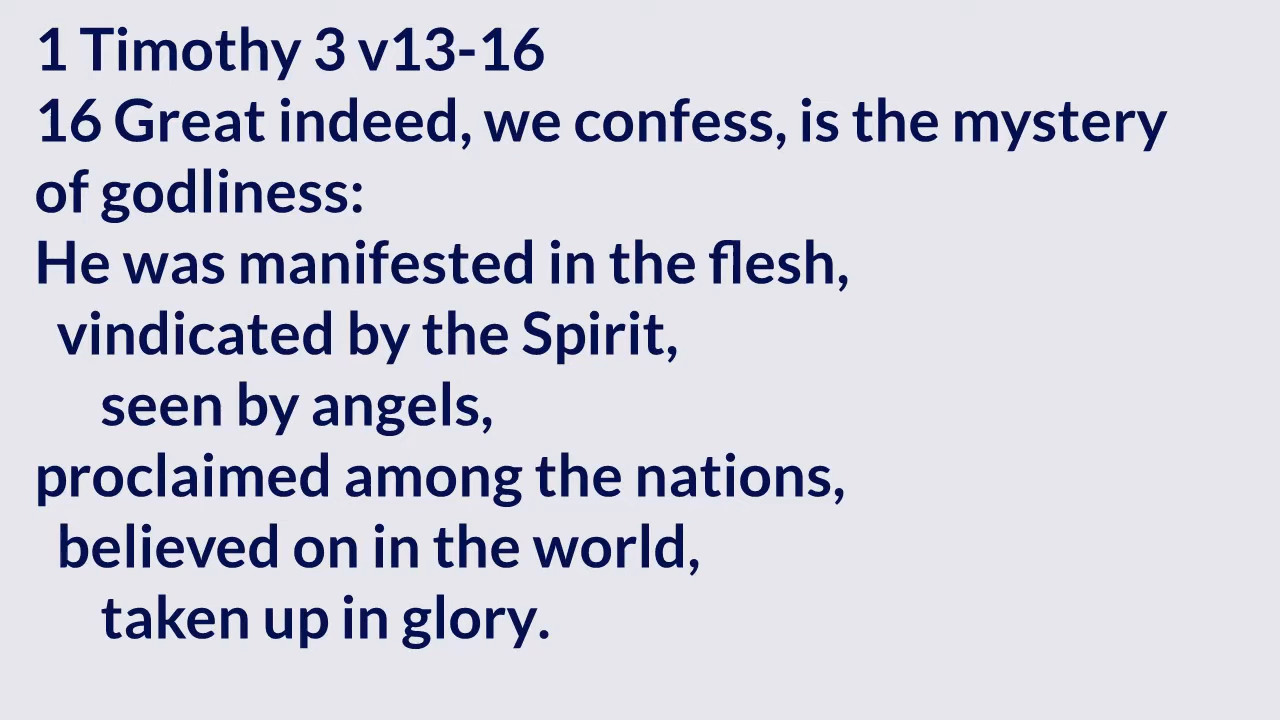 1 Timothy 3 v13-16
16 Great indeed, we confess, is the mystery
of godliness:
He was manifested in the flesh,
vindicated by the Spirit,
seen by angels,
proclaimed among the nations,
believed on in the world,
taken up in glory.